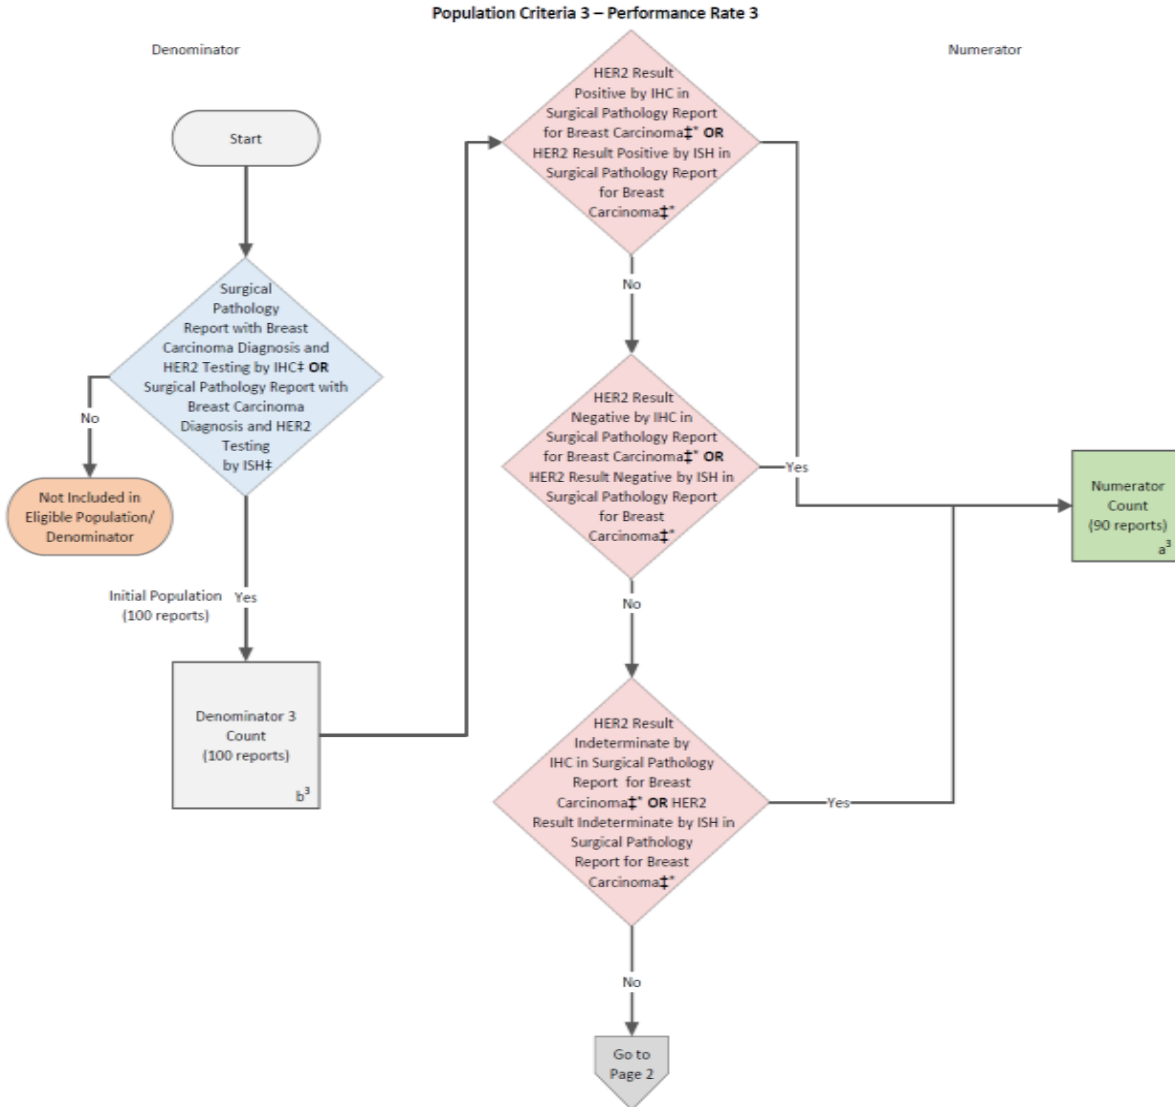 Population Criteria 3 – Performance Rate 3
Denominator
Numerator
Start
Surgical
Pathology
Report with Breast
Carcinoma Diagnosis and
HER2 Testing by IHC‡ OR
Surgical Pathology Report with
Breast Carcinoma
Diagnosis and HER2
Testing
by ISH‡
No
Not Included in
Eligible Population/
Denominator
Initial Population
(100 reports)
Yes
Denominator 3
Count
(100 reports)
b³
HER2 Result
Positive by IHC in
Surgical Pathology Report
for Breast Carcinoma‡* OR
HER2 Result Positive by ISH in
Surgical Pathology Report
for Breast
Carcinoma‡*
No
HER2 Result
Negative by IHC in
Surgical Pathology Report
for Breast Carcinoma‡* OR
HER2 Result Negative by ISH in
Surgical Pathology Report
for Breast
Carcinoma‡*
Yes
No
HER2 Result
Indeterminate by
IHC in Surgical Pathology
Report for Breast
Carcinoma‡* OR HER2
Result Indeterminate by ISH in
Surgical Pathology
Report for Breast
Carcinoma‡*
Yes
No
Go to
Page 2
Numerator
Count
(90 reports)
a³